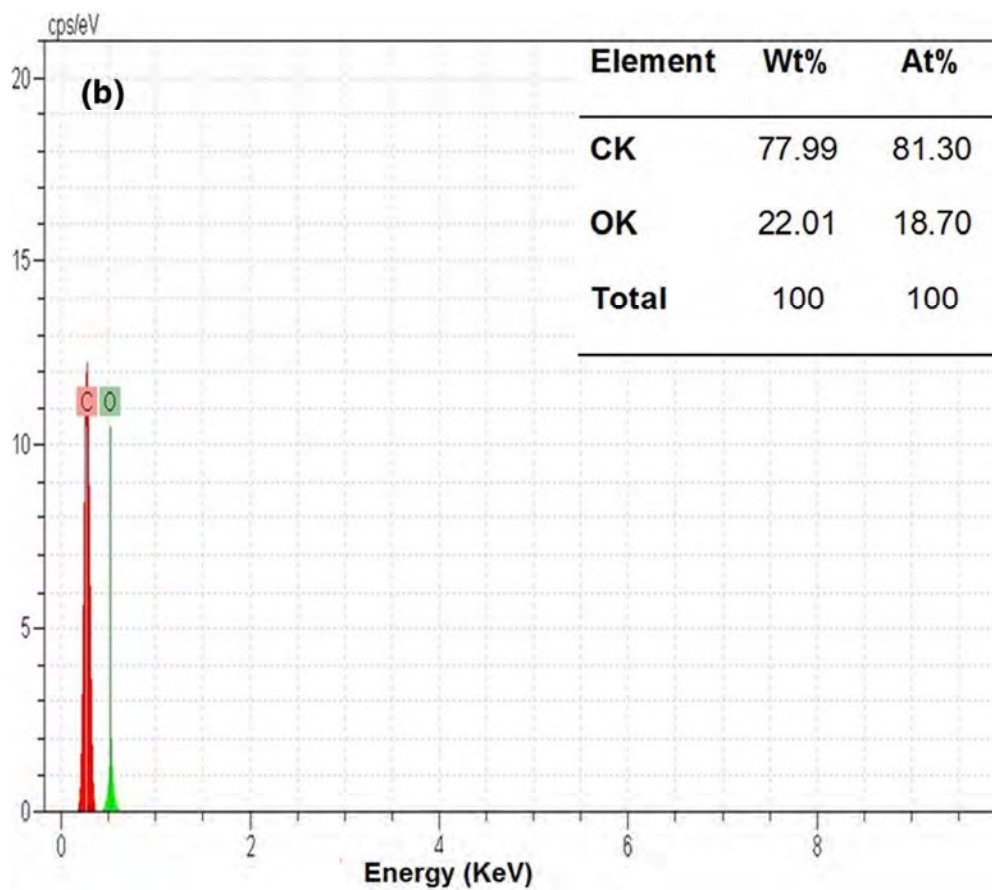 cps/eV
20
15
10
5
0
(b)
Element Wt% At%
CK 77.99 81.30
OK 22.01 18.70
Total 100 100
C O
0 2 4 6 8
Energy (KeV)